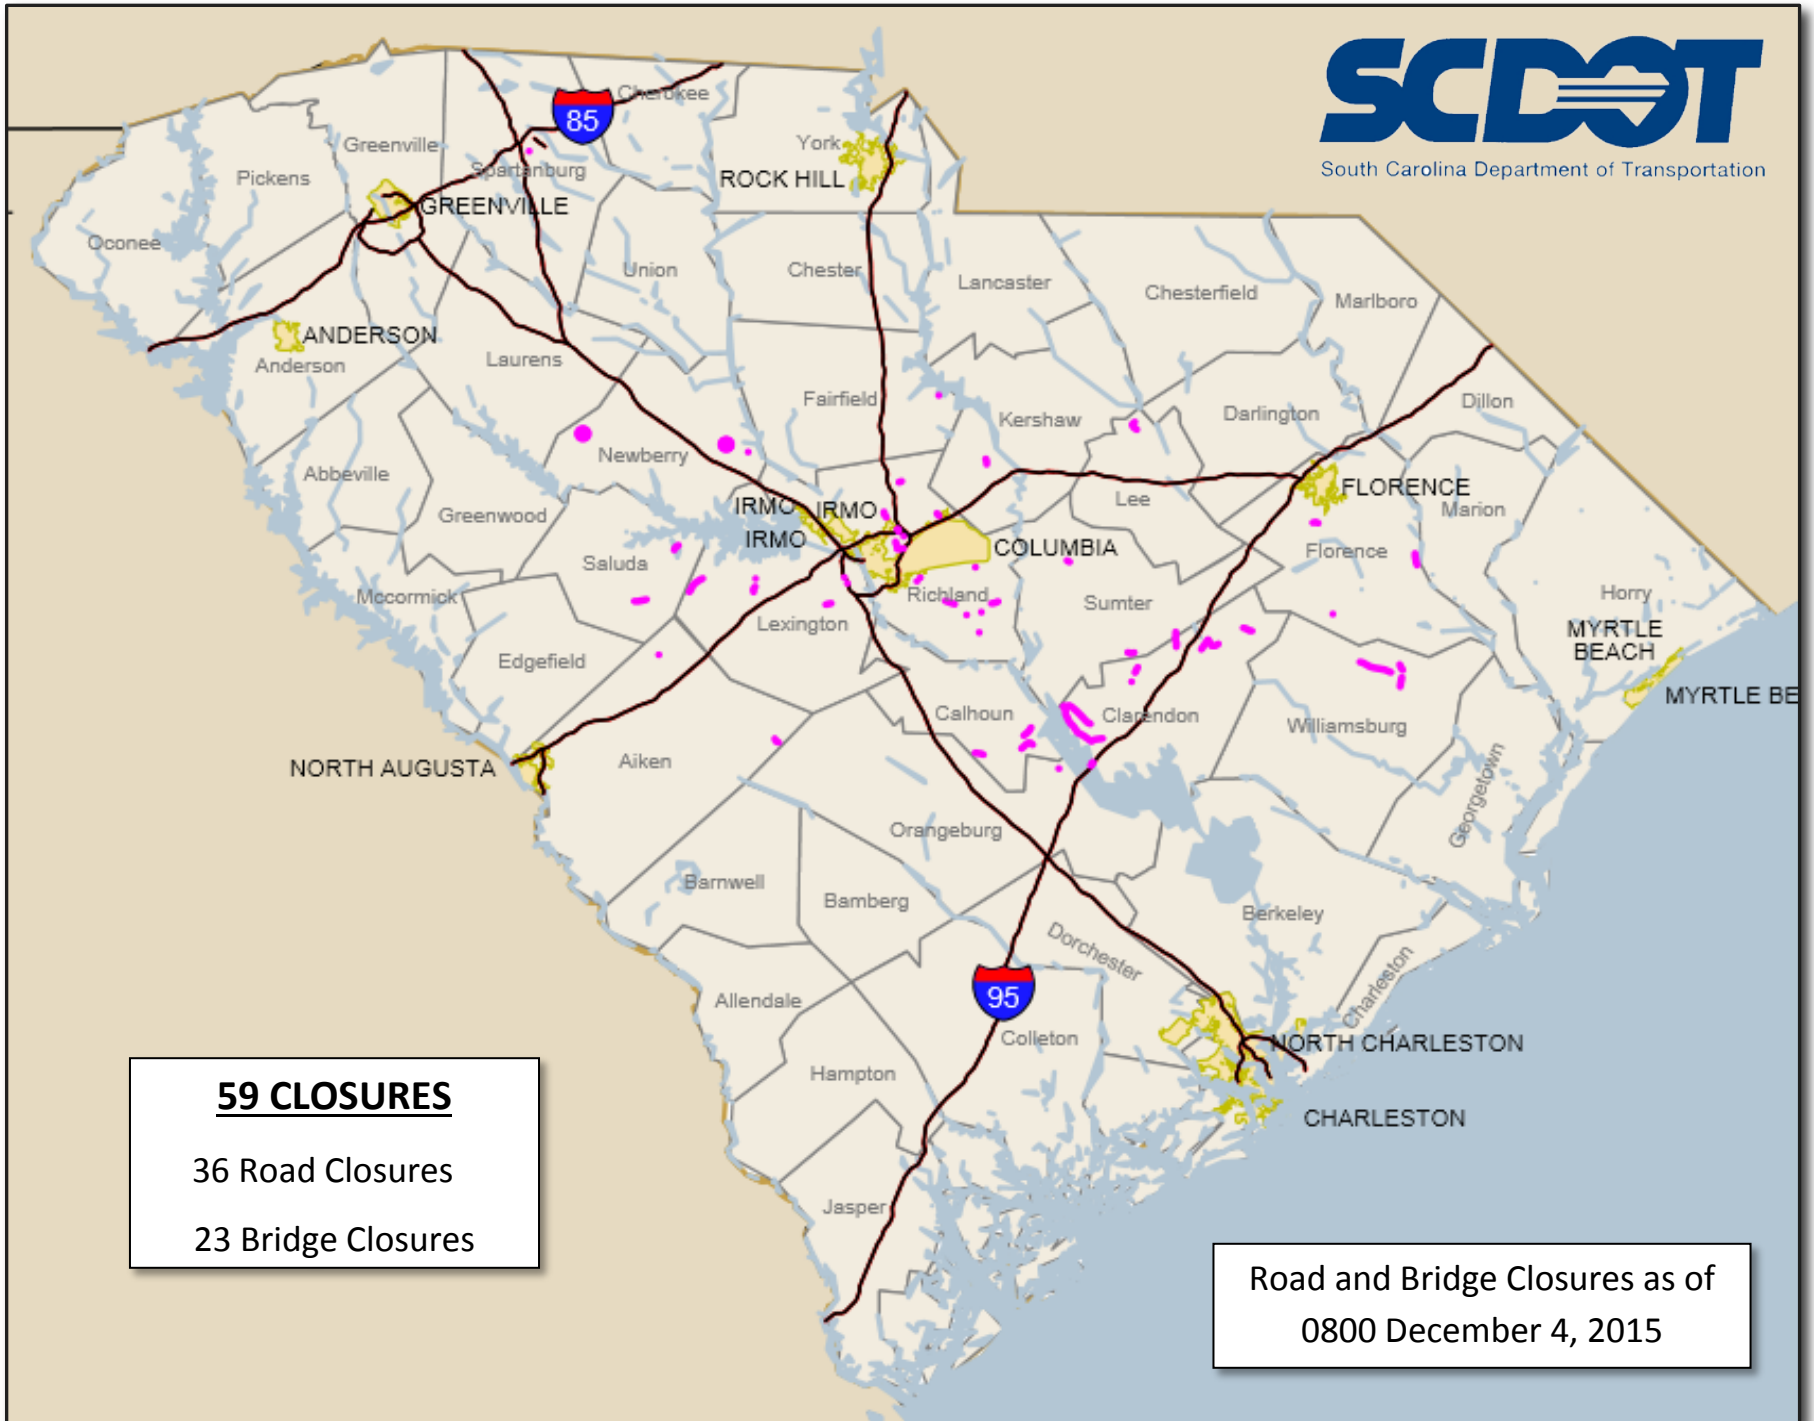 SCDOT
South Carolina Department of Transportation
85
Cherokee
York
Greenville
Spartanburg
Pickens
ROCK HILL
GREENVILLE
Oconee
Union
Chester
Lancaster
Chesterfield
Marlboro
ANDERSON
Anderson
Laurens
Fairfield
Kershaw
Darlington
Dillon
Newberry
Abbeville
Lee
FLORENCE
Marion
Greenwood
IRMO
IRMO
IRMO
COLUMBIA
Florence
Saluda
Mccormick
Richland
Sumter
Horry
Lexington
MYRTLE
BEACH
Edgefield
MYRTLE BE
Calhoun
Clarendon
Williamsburg
NORTH AUGUSTA
Aiken
Georgetown
Orangeburg
Barnwell
Bamberg
Berkeley
Dorchester
Charleston
Allendale
95
Colleton
NORTH CHARLESTON
Hampton
CHARLESTON
Jasper
59 CLOSURES
36 Road Closures
23 Bridge Closures
Road and Bridge Closures as of
0800 December 4, 2015